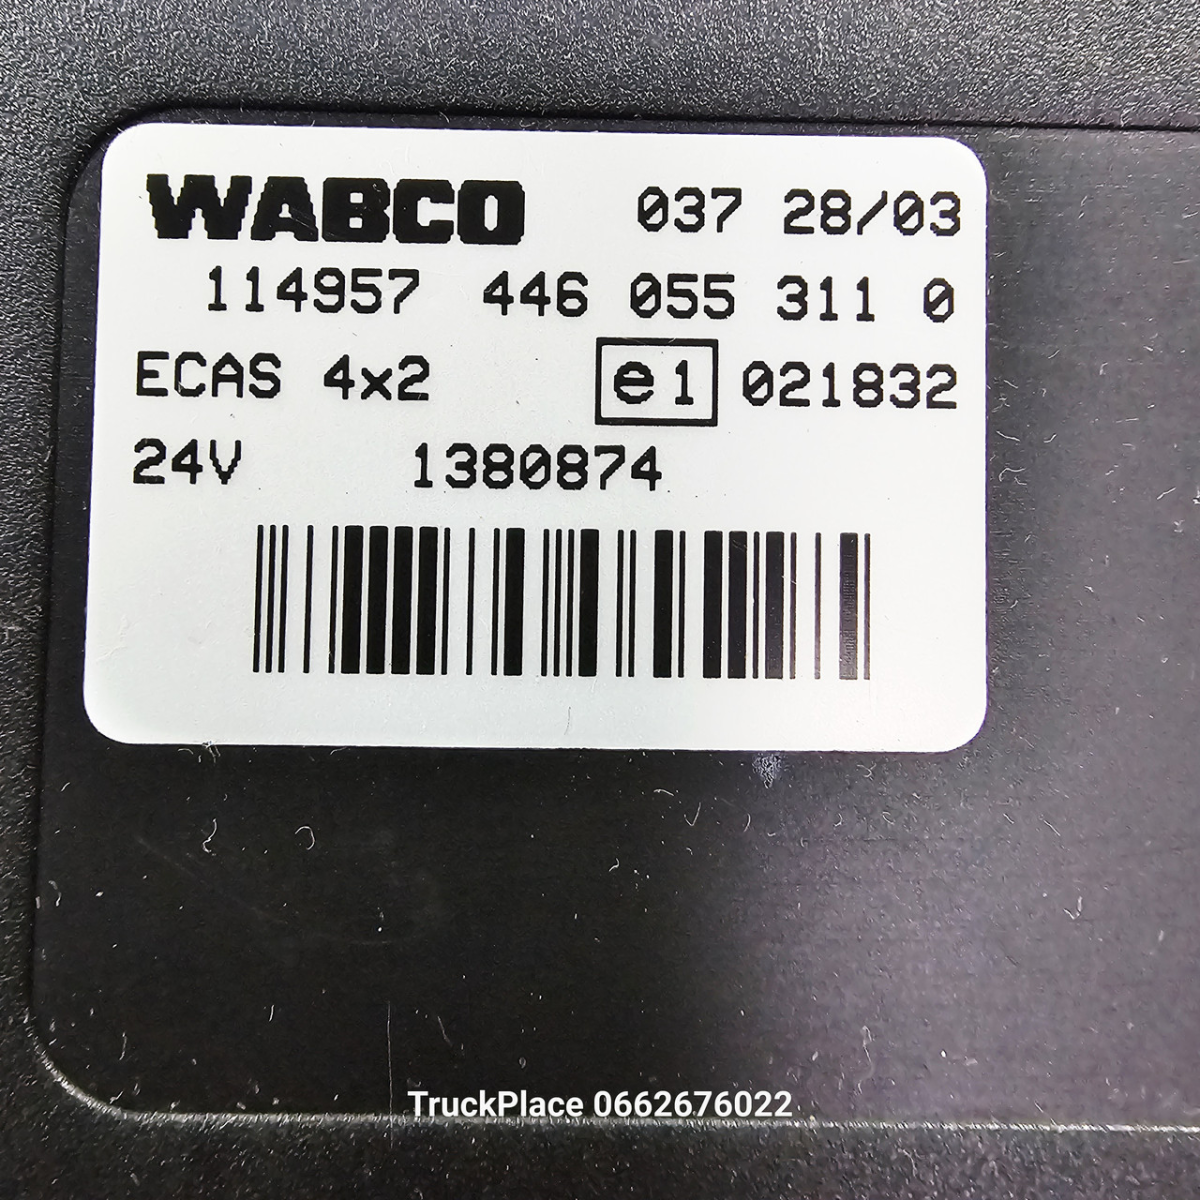 WABCO 037 28/03
114957 446 055 311 0
ECAS 4x2 e1 021832
24V 1380874
TruckPlace 0662676022